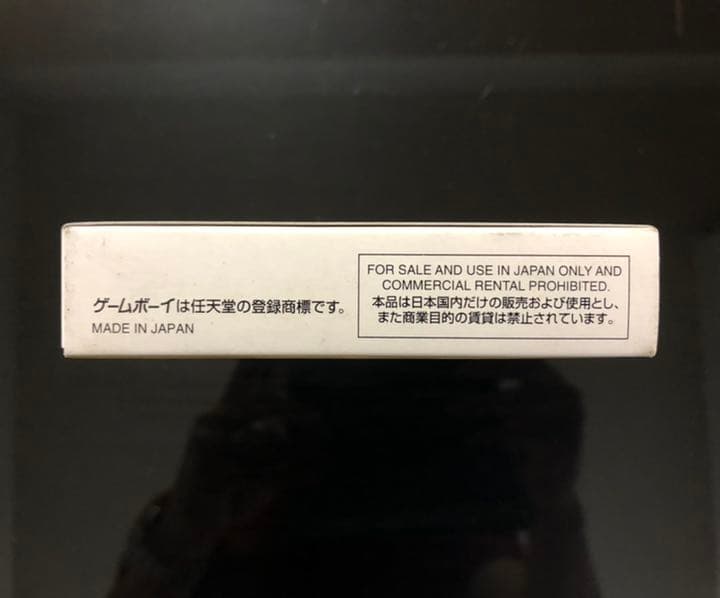 ゲームボーイは任天堂の登録商標です。
MADE IN JAPAN
FOR SALE AND USE IN JAPAN ONLY AND
COMMERCIAL RENTAL PROHIBITED.
本品は日本国内だけの販売および使用とし、
また商業目的の賃貸は禁止されています。